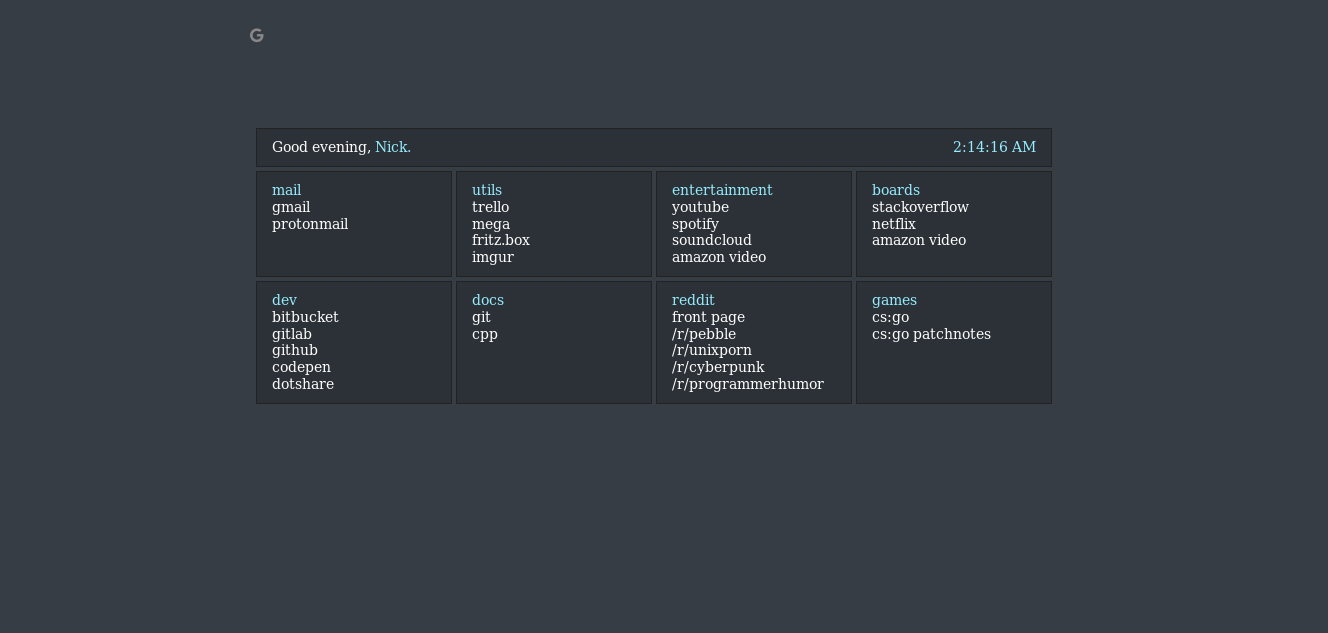 G
Good evening, Nick.
2:14:16 AM
mail
gmail
protonmail
utils
trello
mega
fritz.box
imgur
entertainment
youtube
spotify
soundcloud
amazon video
boards
stackoverflow
netflix
amazon video
dev
bitbucket
gitlab
github
codepen
dotshare
docs
git
cpp
reddit
front page
/r/pebble
/r/unixporn
/r/cyberpunk
/r/programmerhumor
games
cs:go
cs:go patchnotes